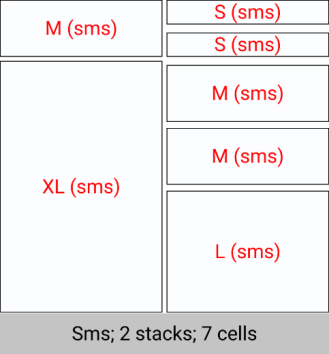 M (sms)
XL (sms)
S (sms)
S (sms)
M (sms)
M (sms)
L (sms)
Sms; 2 stacks; 7 cells